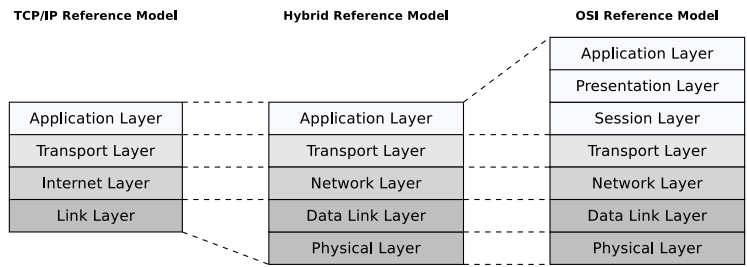 TCP/IP Reference Model
Hybrid Reference Model
OSI Reference Model
Application Layer
Transport Layer
Internet Layer
Link Layer
Application Layer
Transport Layer
Network Layer
Data Link Layer
Physical Layer
Application Layer
Presentation Layer
Session Layer
Transport Layer
Network Layer
Data Link Layer
Physical Layer